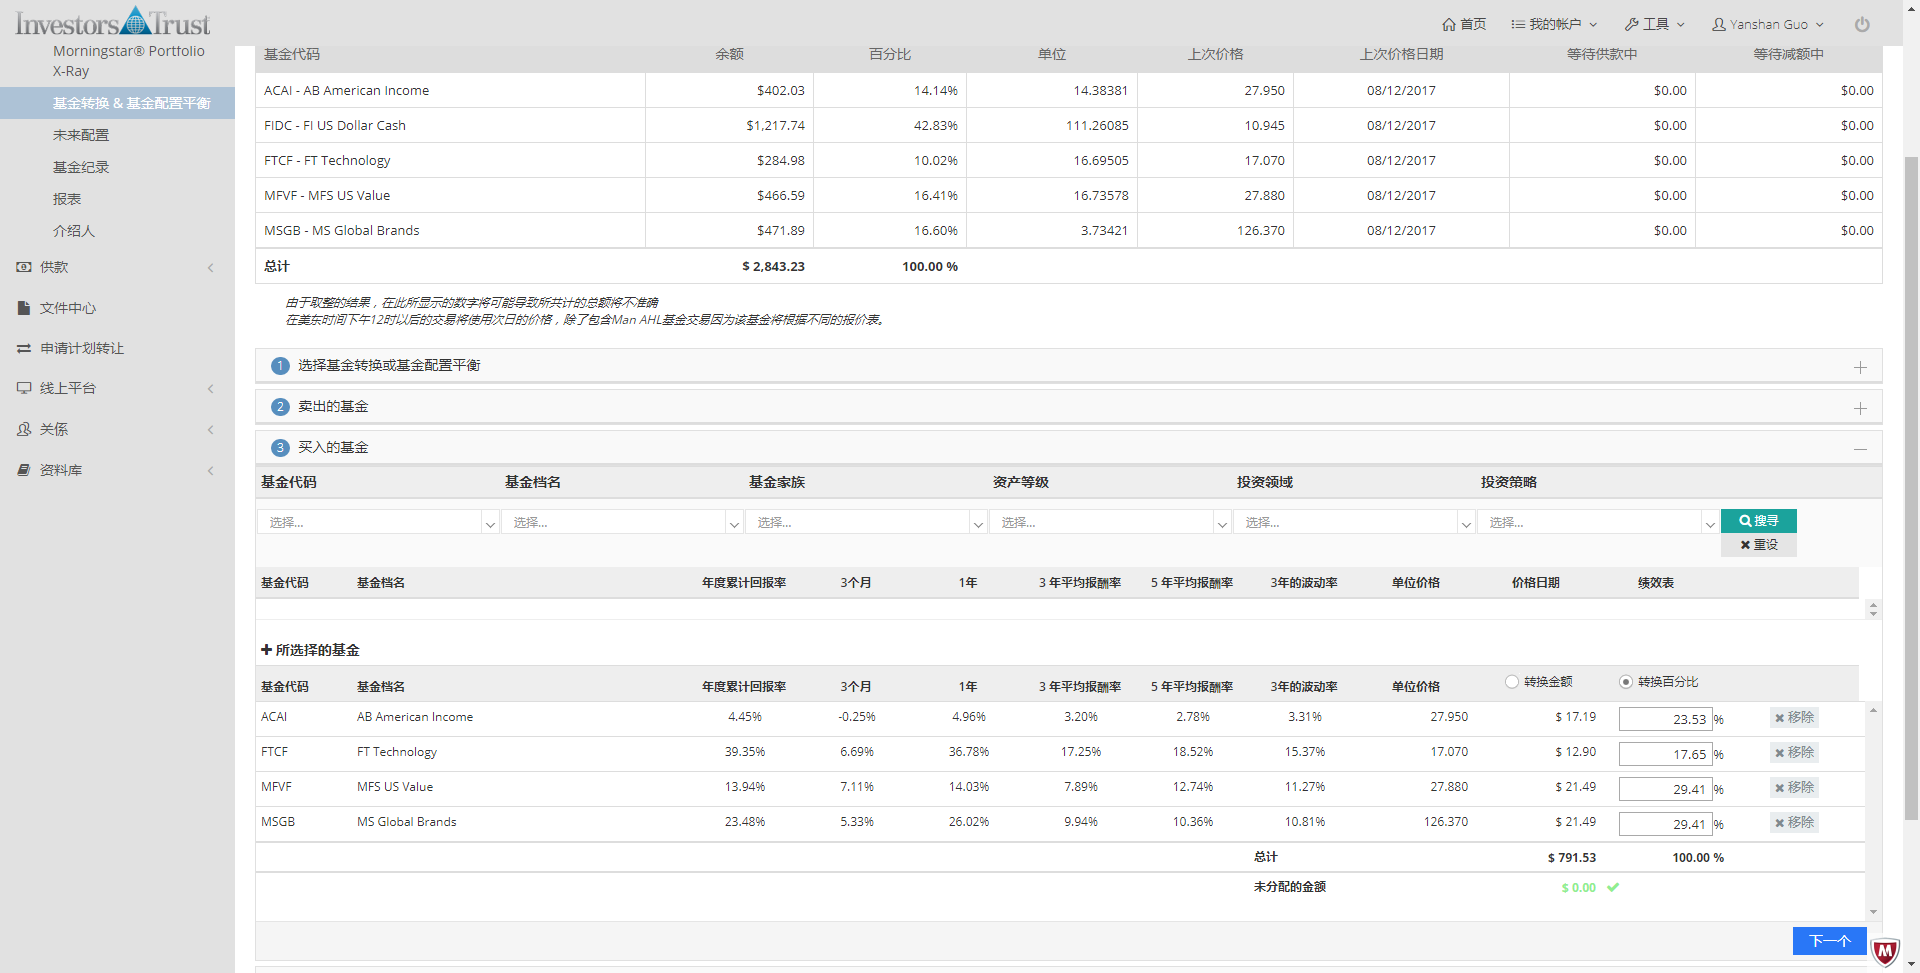 Investors Trust
首页 我的帐户 工具 Yanshan Guo
Morningstar® Portfolio
X-Ray
基金转换 & 基金配置平衡
未来配置
基金纪录
报表
介绍人
供款
文件中心
申请计划转让
线上平台
关係
资料库
基金代码 余额 百分比 单位 上次价格 上次价格日期 等待供款中 等待减额中
ACAI - AB American Income $402.03 14.14% 14.38381 27.950 08/12/2017 $0.00 $0.00
FIDC - FI US Dollar Cash $1,217.74 42.83% 111.26085 10.945 08/12/2017 $0.00 $0.00
FTCF - FT Technology $284.98 10.02% 16.69505 17.070 08/12/2017 $0.00 $0.00
MFVF - MFS US Value $466.59 16.41% 16.73578 27.880 08/12/2017 $0.00 $0.00
MSGB - MS Global Brands $471.89 16.60% 3.73421 126.370 08/12/2017 $0.00 $0.00
总计 $ 2,843.23 100.00 %
由于取整的结果，在此所显示的数字将可能导致所共计的总额将不准确
在美东时间下午12时以后的交易将使用次日的价格，除了包含Man AHL基金交易因为该基金将根据不同的报价表。
1 选择基金转换或基金配置平衡
2 卖出的基金
3 买入的基金
基金代码 基金档名 基金家族 资产等级 投资领域 投资策略
选择... 选择... 选择... 选择... 选择... 选择... 搜寻
重设
基金代码 基金档名 年度累计回报率 3个月 1年 3 年平均报酬率 5 年平均报酬率 3年的波动率 单位价格 价格日期 绩效表
所选择的基金
基金代码 基金档名 年度累计回报率 3个月 1年 3 年平均报酬率 5 年平均报酬率 3年的波动率 单位价格 转换金额 转换百分比
ACAI AB American Income 4.45% -0.25% 4.96% 3.20% 2.78% 3.31% 27.950 $ 17.19 23.53 % 移除
FTCF FT Technology 39.35% 6.69% 36.78% 17.25% 18.52% 15.37% 17.070 $ 12.90 17.65 % 移除
MFVF MFS US Value 13.94% 7.11% 14.03% 7.89% 12.74% 11.27% 27.880 $ 21.49 29.41 % 移除
MSGB MS Global Brands 23.48% 5.33% 26.02% 9.94% 10.36% 10.81% 126.370 $ 21.49 29.41 % 移除
总计 $ 791.53 100.00 %
未分配的金额 $ 0.00
下一个